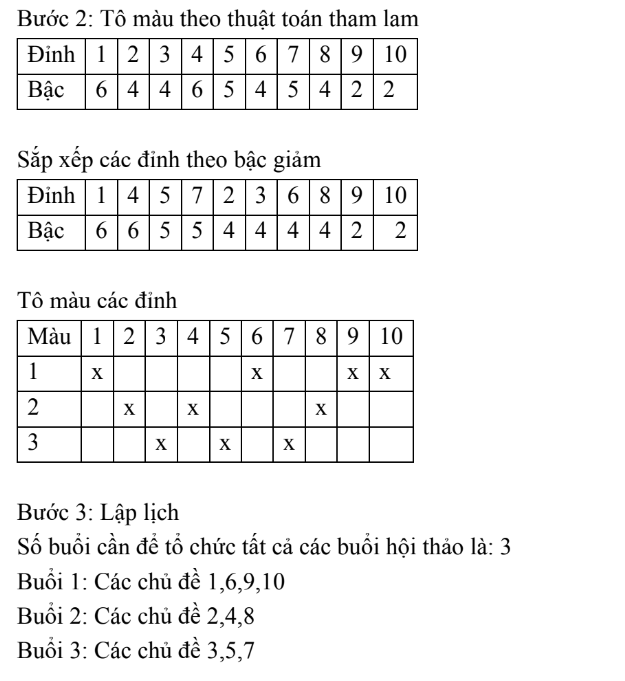 Bước 2: Tô màu theo thuật toán tham lam
Đỉnh 1 2 3 4 5 6 7 8 9 10
Bậc 6 4 4 6 5 4 5 4 2 2
Sắp xếp các đỉnh theo bậc giảm
Đỉnh 1 4 5 7 2 3 6 8 9 10
Bậc 6 6 5 5 4 4 4 4 2 2
Tô màu các đỉnh
Màu 1 2 3 4 5 6 7 8 9 10
1 x x x x
2 x x x
3 x x x
Bước 3: Lập lịch
Số buổi cần để tổ chức tất cả các buổi hội thảo là: 3
Buổi 1: Các chủ đề 1,6,9,10
Buổi 2: Các chủ đề 2,4,8
Buổi 3: Các chủ đề 3,5,7